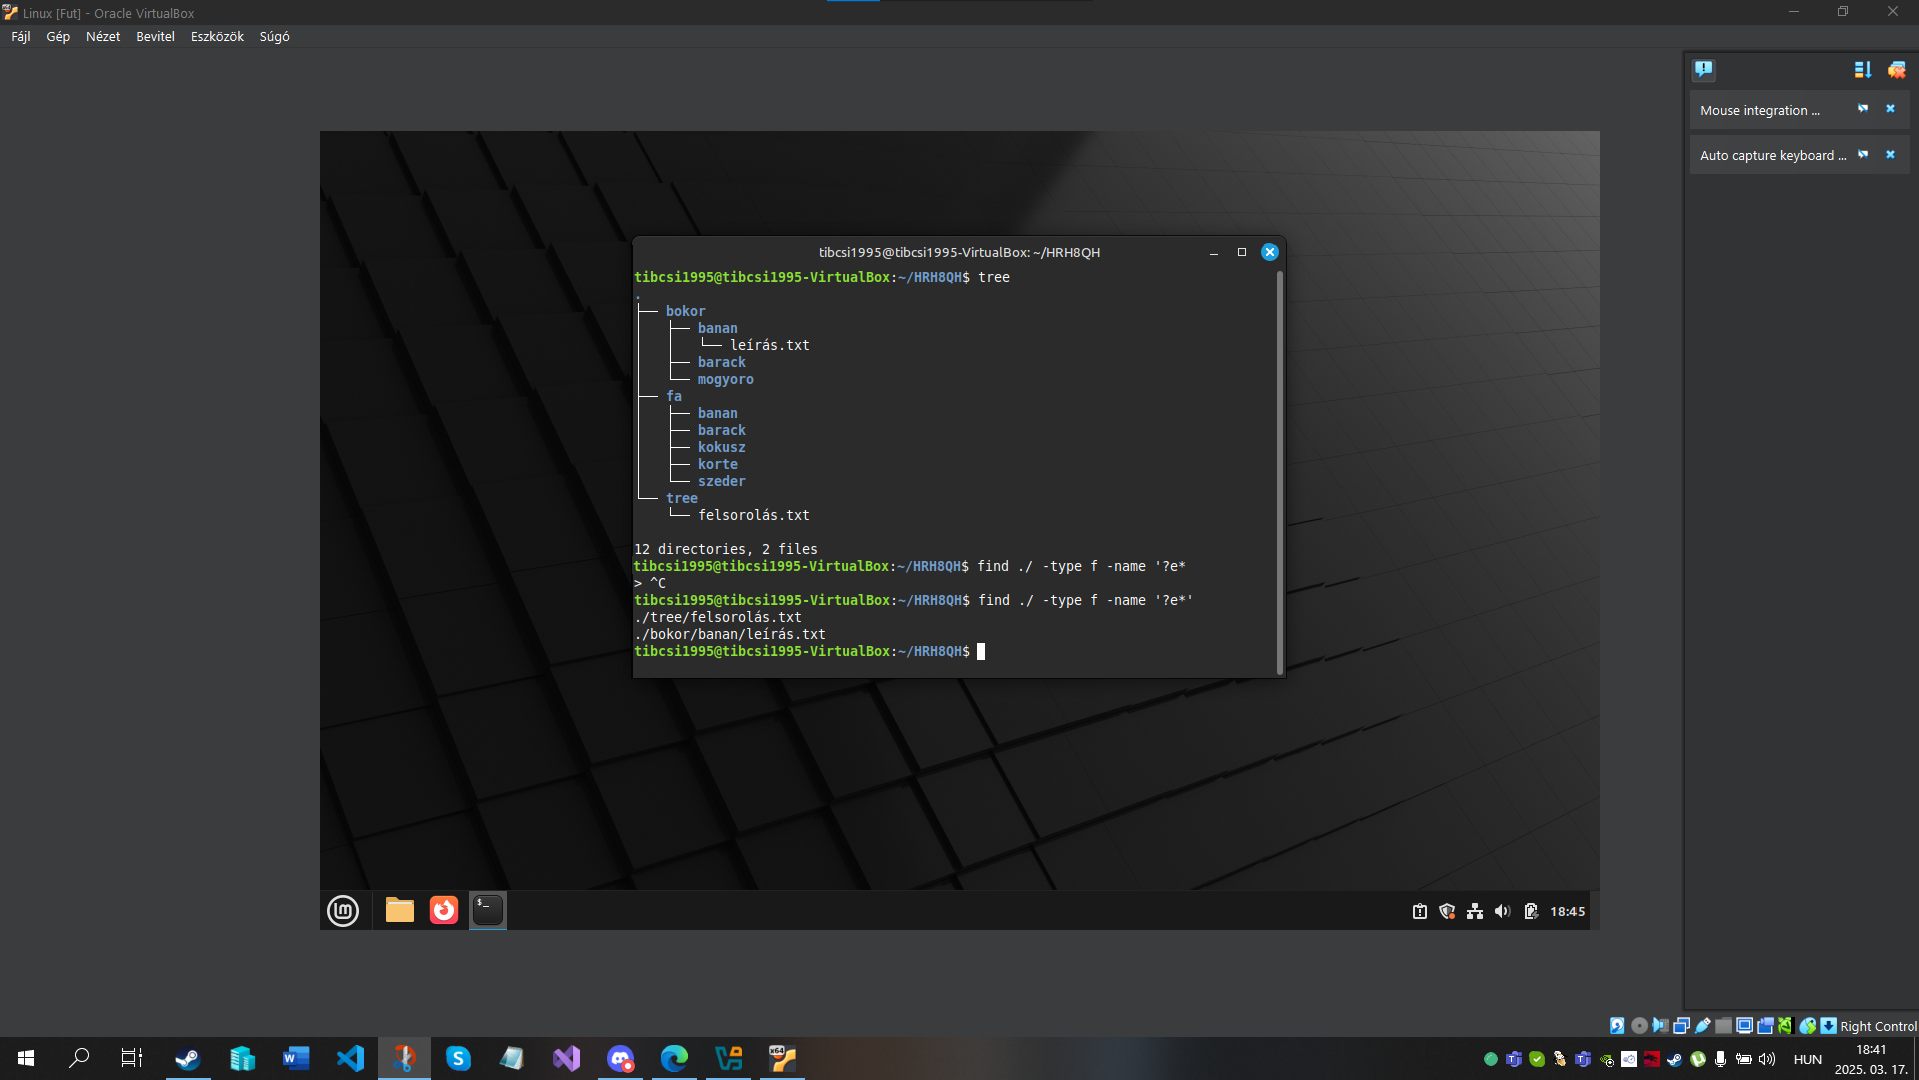 Linux [Fut] - Oracle VirtualBox
Fájl Gép Nézet Bevitel Eszközök Súgó
Mouse integration ...
Auto capture keyboard ...
tibcsi1995@tibcsi1995-VirtualBox: ~/HRH8QH
tibcsi1995@tibcsi1995-VirtualBox:~/HRH8QH$ tree
.
├── bokor
│   ├── banan
│   │   └── leírás.txt
│   ├── barack
│   └── mogyoro
├── fa
│   ├── banan
│   ├── barack
│   ├── kokusz
│   ├── korte
│   └── szeder
└── tree
    └── felsorolás.txt
12 directories, 2 files
tibcsi1995@tibcsi1995-VirtualBox:~/HRH8QH$ find ./ -type f -name '?e*
> ^C
tibcsi1995@tibcsi1995-VirtualBox:~/HRH8QH$ find ./ -type f -name '?e*'
./tree/felsorolás.txt
./bokor/banan/leírás.txt
tibcsi1995@tibcsi1995-VirtualBox:~/HRH8QH$
18:45
Right Control
HUN
18:41
2025. 03. 17.